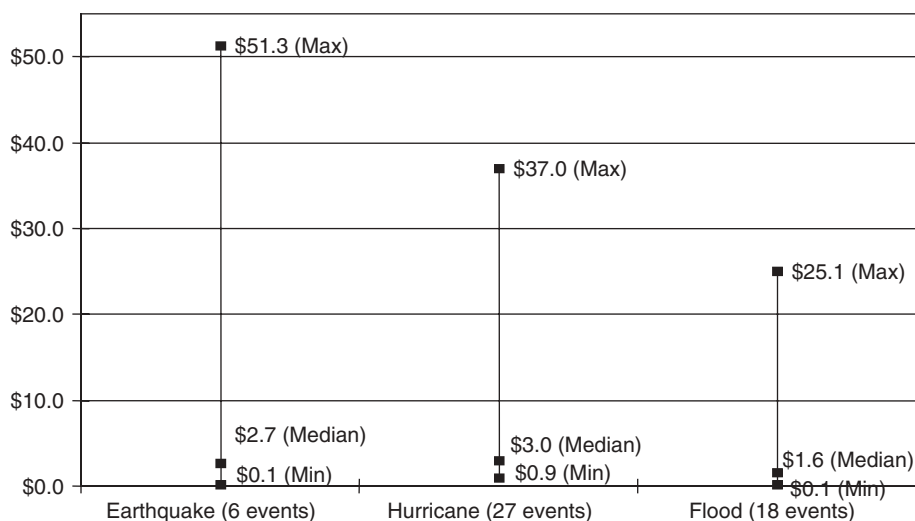 $50.0
$51.3 (Max)
$40.0
$37.0 (Max)
$30.0
$25.1 (Max)
$20.0
$10.0
$2.7 (Median)
$3.0 (Median)
$1.6 (Median)
$0.1 (Min)
$0.9 (Min)
$0.1 (Min)
$0.0
Earthquake (6 events)
Hurricane (27 events)
Flood (18 events)